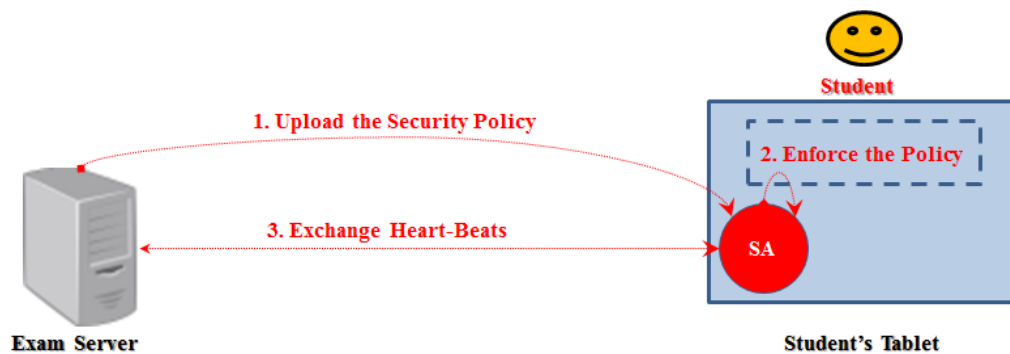 Student
1. Upload the Security Policy
2. Enforce the Policy
3. Exchange Heart-Beats
SA
Exam Server
Student’s Tablet